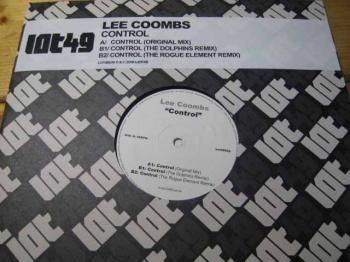 lot49
LEE COOMBS
CONTROL
A/ CONTROL (ORIGINAL MIX)
B1/ CONTROL (THE DOLPHINS REMIX)
B2/ CONTROL (THE ROGUE ELEMENT REMIX)
Lee Coombs
"Control"
A1: Control (Original Mix)
B1: Control (The Dolphins Remix)
B2: Control (The Rogue Element Remix)